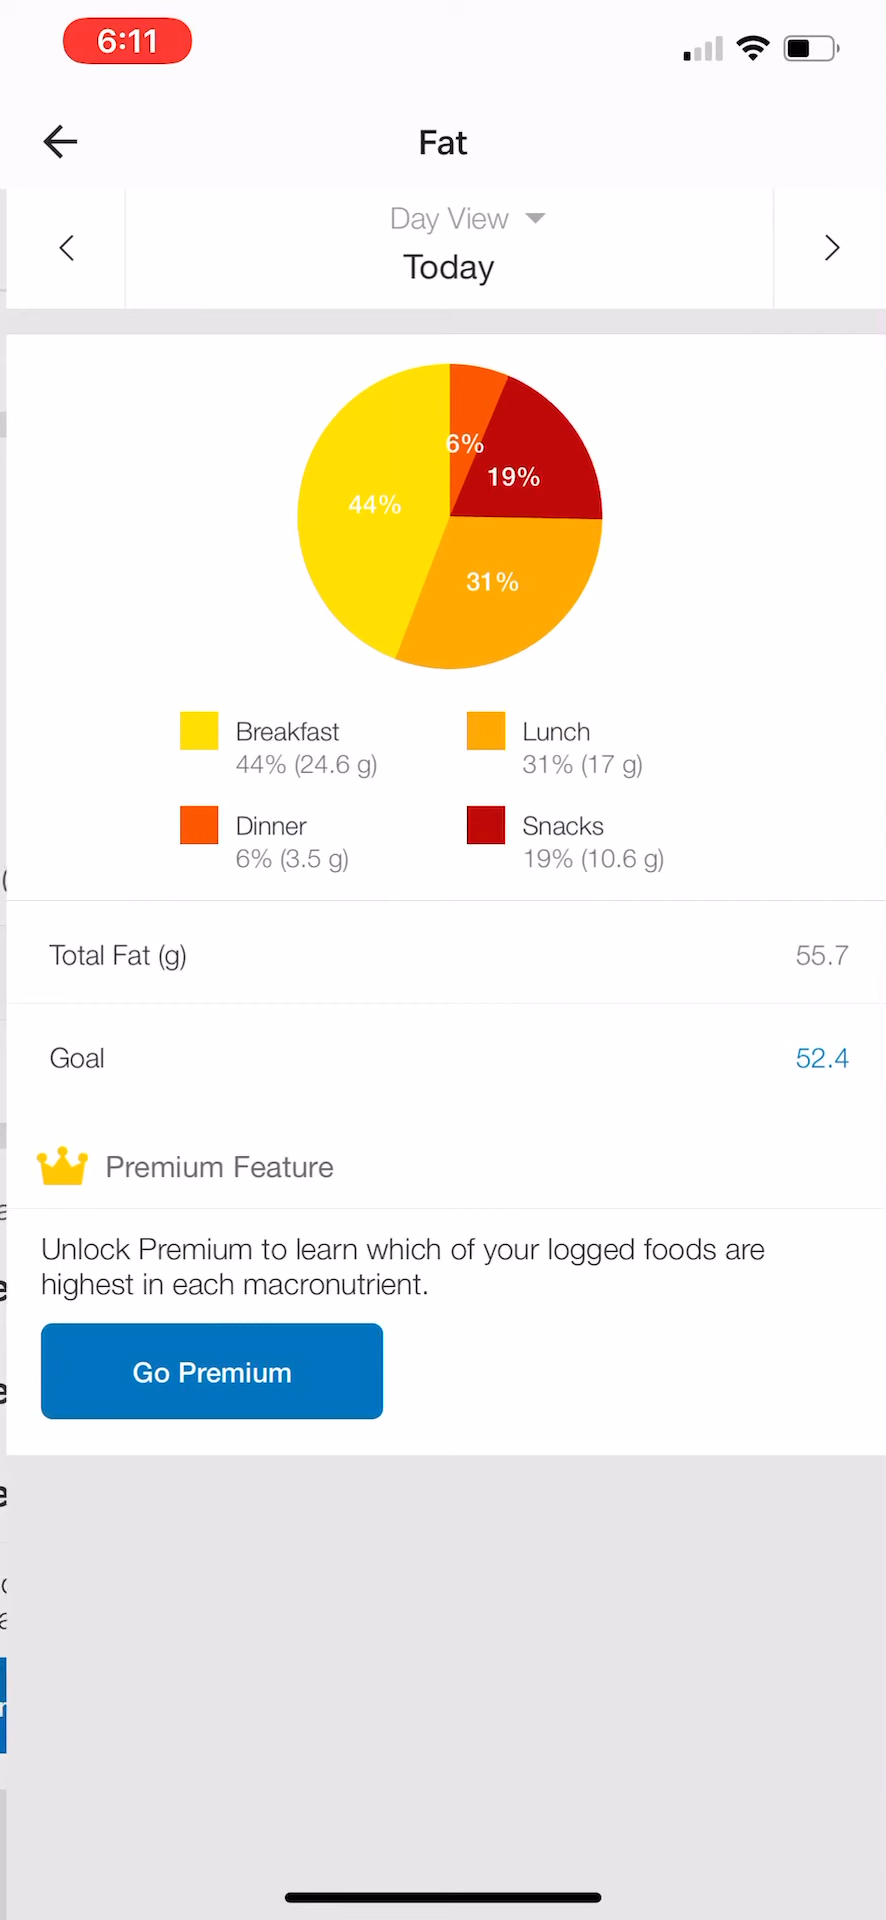 6:11
Fat
Day View
Today
6%
19%
44%
31%
Breakfast
44% (24.6 g)
Lunch
31% (17 g)
Dinner
6% (3.5 g)
Snacks
19% (10.6 g)
Total Fat (g)
55.7
Goal
52.4
Premium Feature
Unlock Premium to learn which of your logged foods are
highest in each macronutrient.
Go Premium